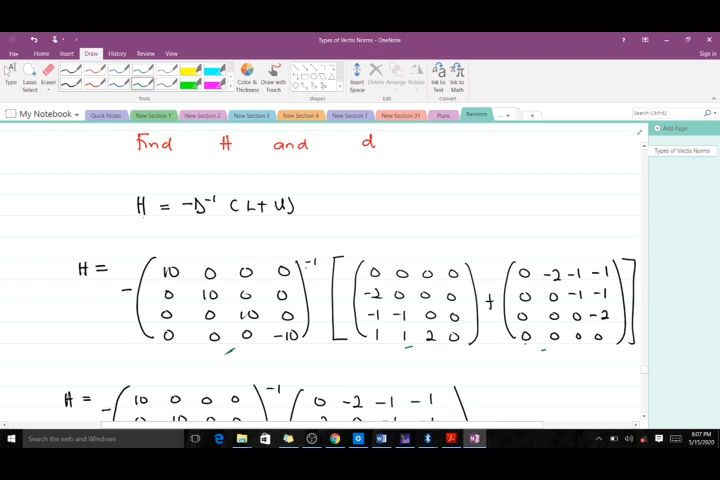 Types of Vectis Norms - OneNote
Sign in
File Home Insert Draw History Review View
Type Lasso Select Eraser Color & Thickness Draw with Touch Insert Space Delete Arrange Rotate Ink to Text Ink to Math
Tools Shapes Edit Convert
My Notebook Quick Notes New Section 1 New Section 2 New Section 3 New Section 4 New Section 7 New Section 31 Plane Revision ... Search (Ctrl+E)
Add Page
Types of Vectis Norms
Find H and d
H = -D⁻¹ (L+U)
H = - (10 0 0 0)⁻¹ [ (0 0 0 0) + (0 -2 -1 -1) ]
0 10 0 0 -2 0 0 0 0 0 -1 -1
0 0 10 0 -1 -1 0 0 0 0 0 -2
0 0 0 -10 1 1 2 0 0 0 0 0
H = - (10 0 0 0)⁻¹ (0 -2 -1 -1)
Search Windows
8:07 PM
5/15/2020